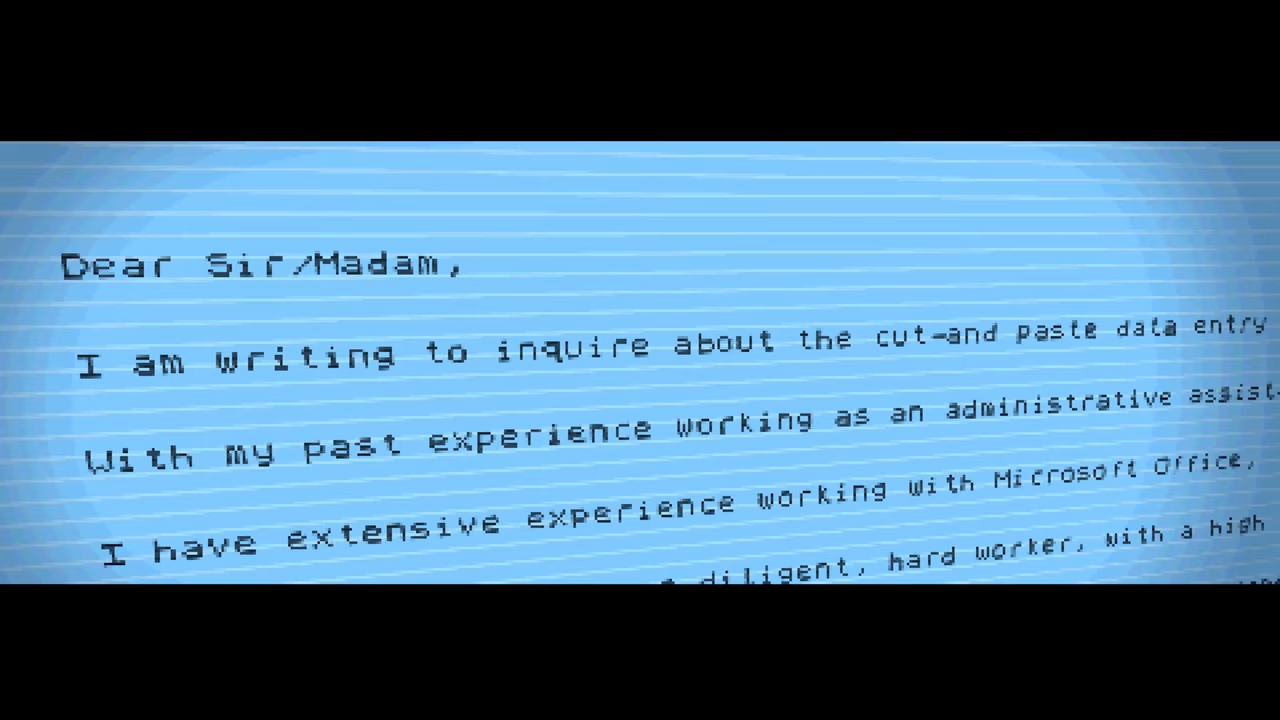 Dear Sir/Madam,
I am writing to inquire about the cut-and paste data entry
With my past experience working as an administrative assist-
I have extensive experience working with Microsoft Office,
diligent, hard worker, with a high